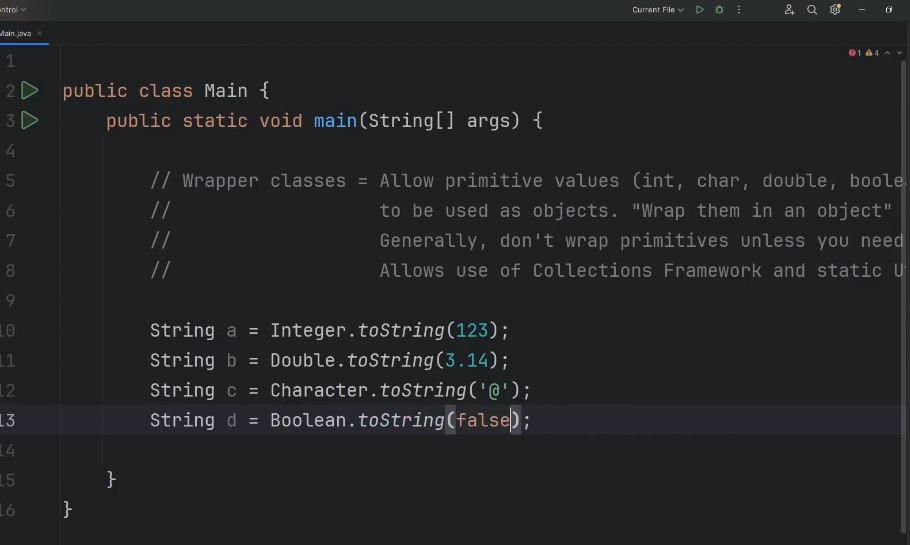 ntrol
Current File
Main.java
1 4
1
2 public class Main {
3 public static void main(String[] args) {
4
5 // Wrapper classes = Allow primitive values (int, char, double, boolea
6 // to be used as objects. "Wrap them in an object"
7 // Generally, don't wrap primitives unless you need
8 // Allows use of Collections Framework and static U
9
10 String a = Integer.toString(123);
11 String b = Double.toString(3.14);
12 String c = Character.toString('@');
13 String d = Boolean.toString(false);
14
15 }
16 }